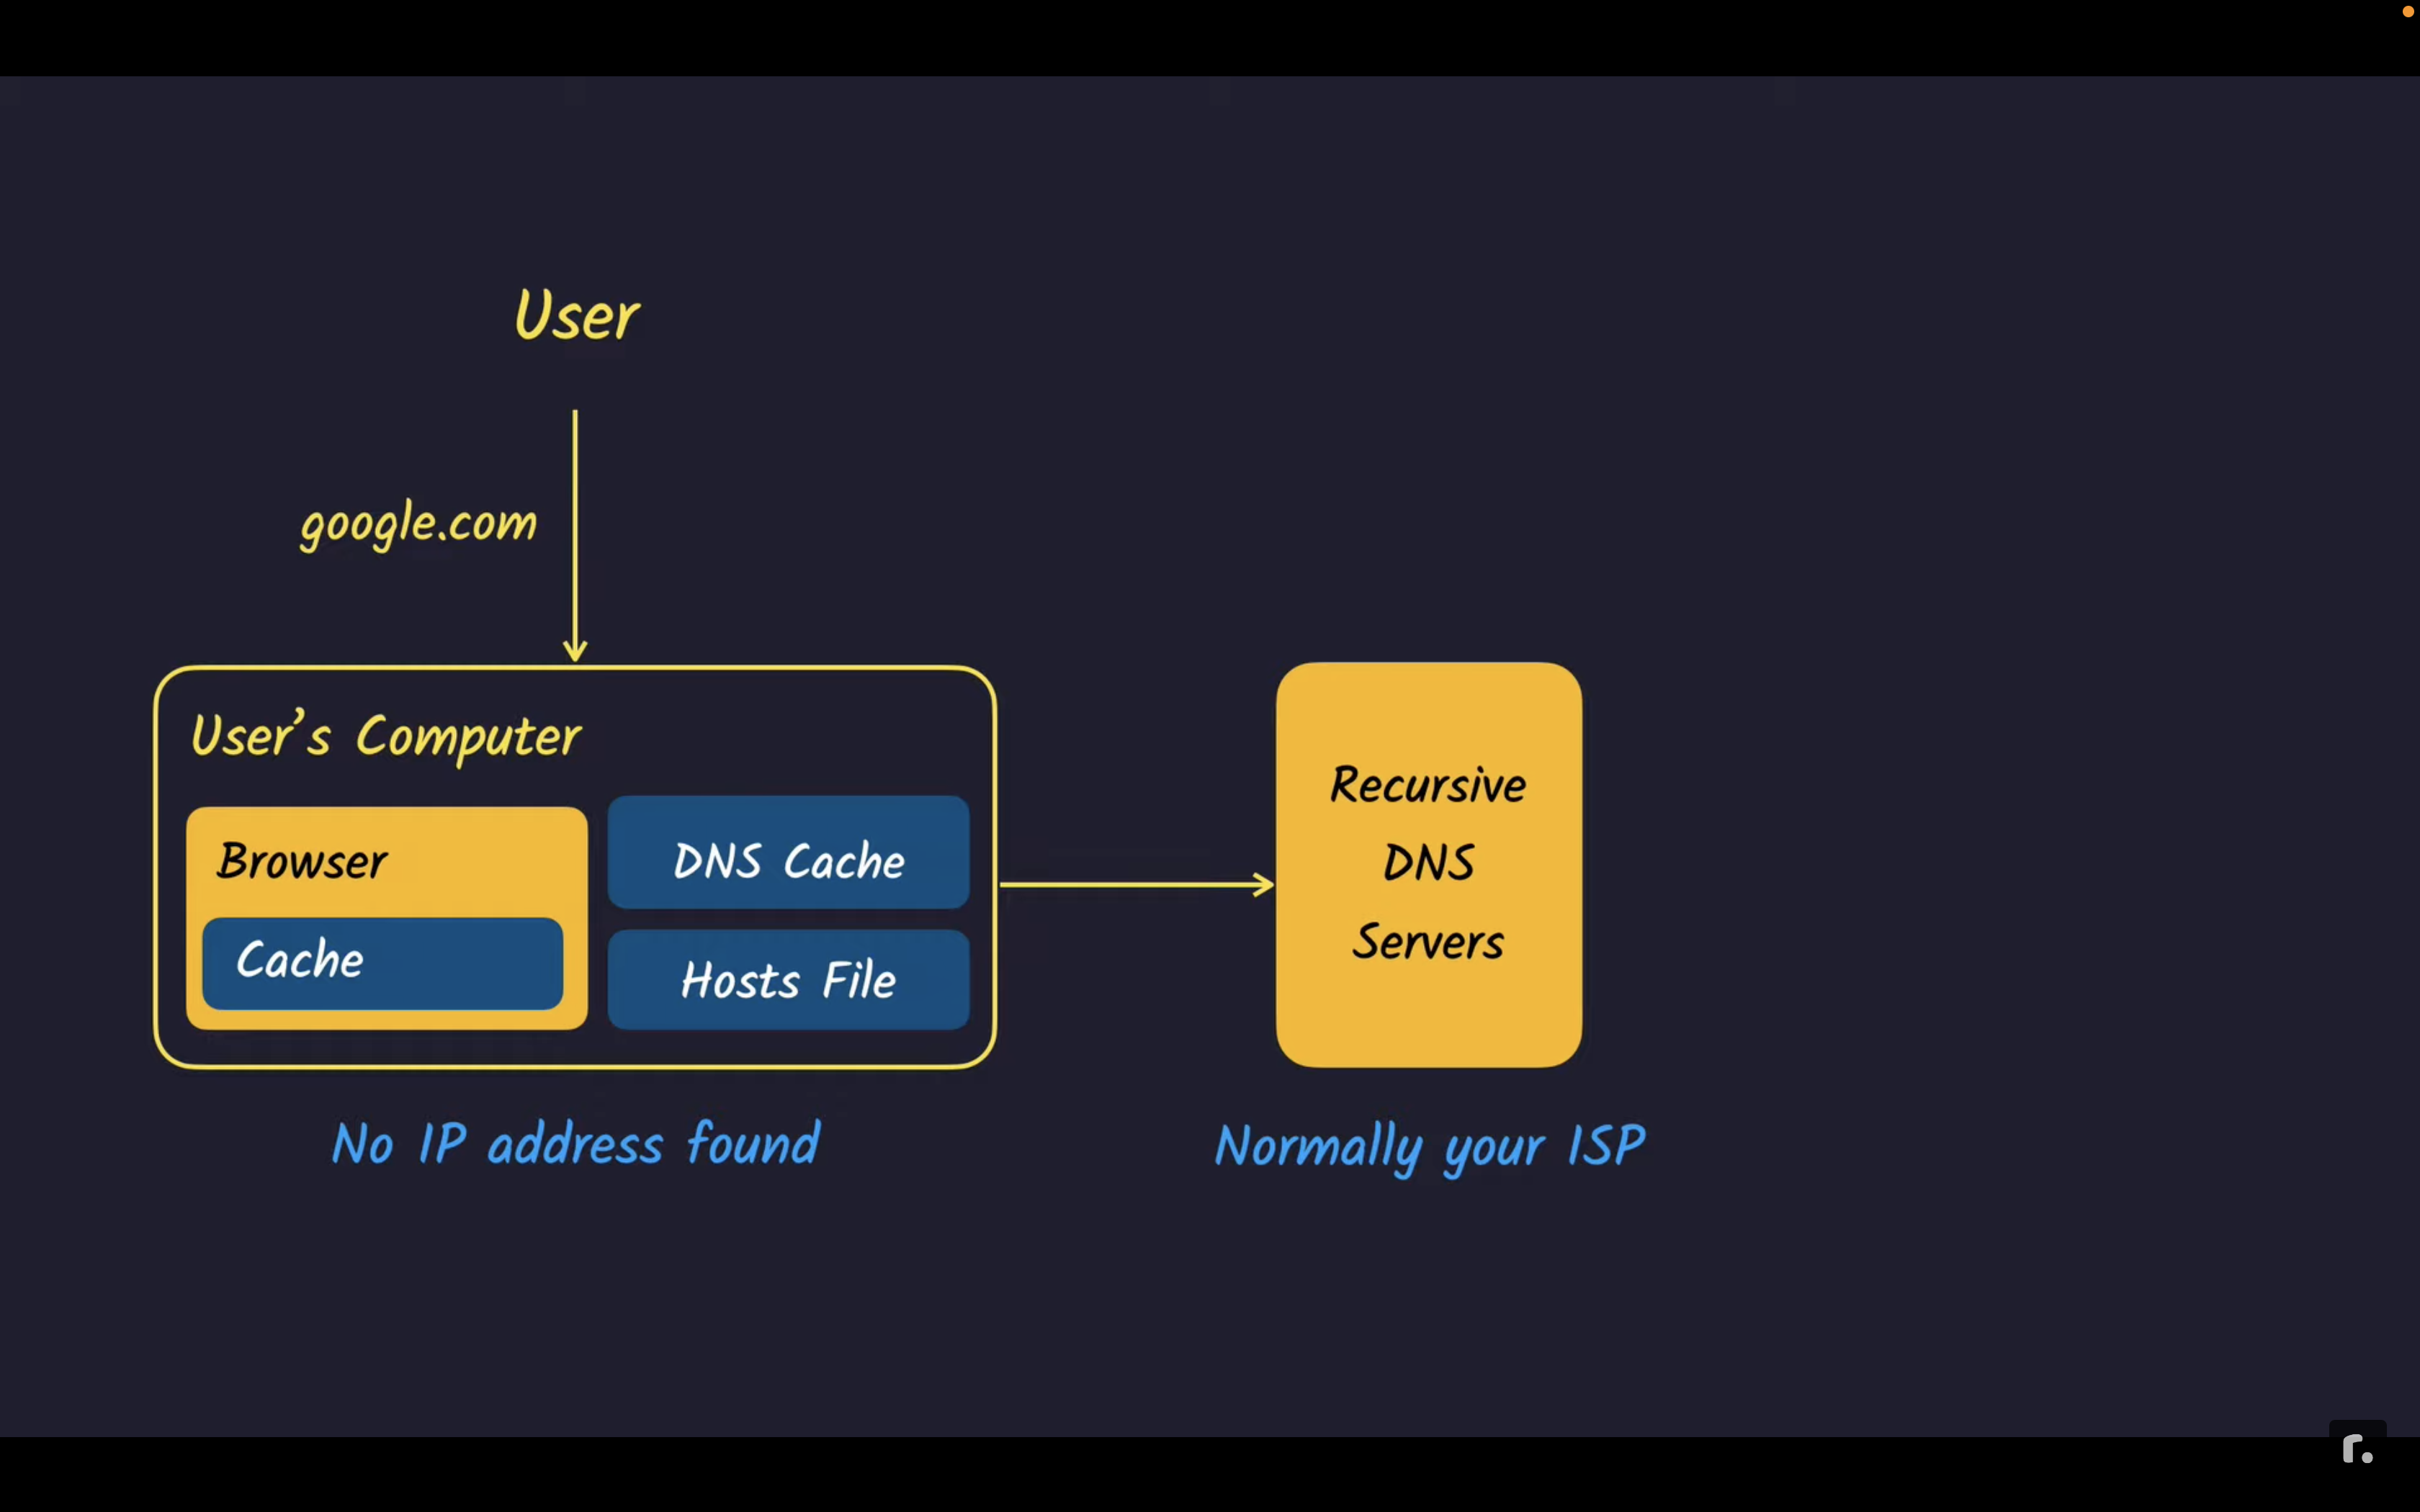 User
google.com
User's Computer
Browser
Cache
DNS Cache
Hosts File
No IP address found
Recursive
DNS
Servers
Normally your ISP
r.